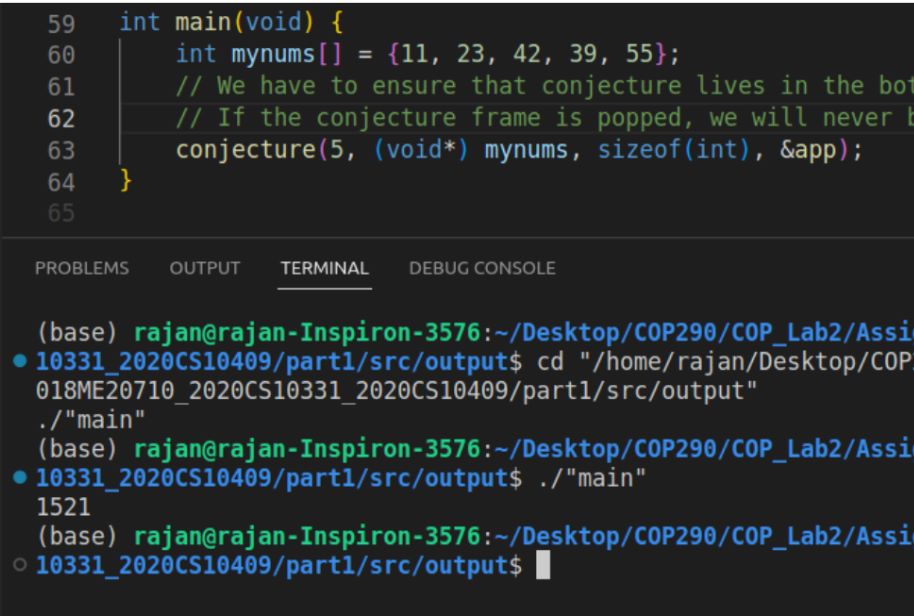 59 int main(void) {
60 int mynums[] = {11, 23, 42, 39, 55};
61 // We have to ensure that conjecture lives in the bot
62 // If the conjecture frame is popped, we will never b
63 conjecture(5, (void*) mynums, sizeof(int), &app);
64 }
65
PROBLEMS OUTPUT TERMINAL DEBUG CONSOLE
(base) rajan@rajan-Inspiron-3576:~/Desktop/COP290/COP_Lab2/Assi
10331_2020CS10409/part1/src/output$ cd "/home/rajan/Desktop/COP
018ME20710_2020CS10331_2020CS10409/part1/src/output"
./"main"
(base) rajan@rajan-Inspiron-3576:~/Desktop/COP290/COP_Lab2/Assi
10331_2020CS10409/part1/src/output$ ./"main"
1521
(base) rajan@rajan-Inspiron-3576:~/Desktop/COP290/COP_Lab2/Assi
10331_2020CS10409/part1/src/output$